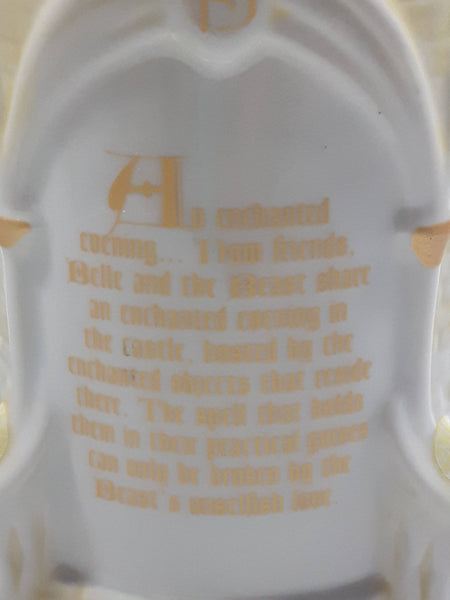 An enchanted
evening... friends,
Belle and the Beast share
an enchanted evening in
the castle, hosted by the
enchanted objects that reside
there. The spell that holds
them in their practical guises
can only be broken by the
Beast's unselfish love